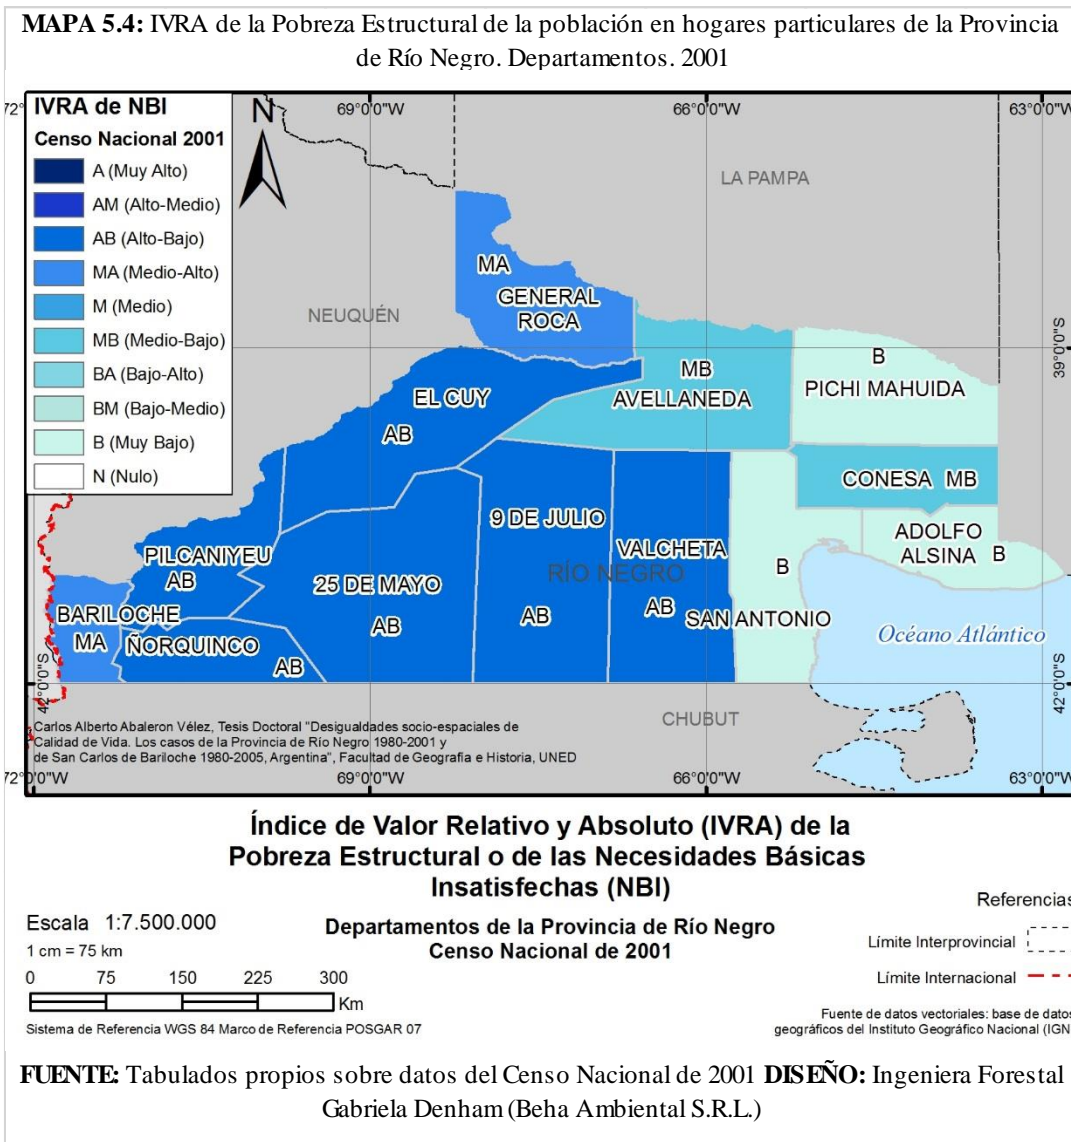 MAPA 5.4: IVRA de la Pobreza Estructural de la población en hogares particulares de la Provincia
de Río Negro. Departamentos. 2001
72°
69°0'0"W
66°0'0"W
63°0'0"W
IVRA de NBI
Censo Nacional 2001
A (Muy Alto)
AM (Alto-Medio)
AB (Alto-Bajo)
MA (Medio-Alto)
M (Medio)
MB (Medio-Bajo)
BA (Bajo-Alto)
BM (Bajo-Medio)
B (Muy Bajo)
N (Nulo)
N
LA PAMPA
NEUQUÉN
MA
GENERAL
ROCA
39°0'0"S
EL CUY
AB
MB
AVELLANEDA
B
PICHI MAHUIDA
CONESA MB
9 DE JULIO
AB
VALCHETA
RÍO NEGRO
AB
ADOLFO
ALSINA B
PILCANIYEU
AB
25 DE MAYO
AB
B
SAN ANTONIO
BARILOCHE
MA
ÑORQUINCO
AB
Océano Atlántico
42°0'0"S
42°0'0"S
CHUBUT
Carlos Alberto Abaleron Vélez, Tesis Doctoral "Desigualdades socio-espaciales de
Calidad de Vida. Los casos de la Provincia de Río Negro 1980-2001 y
de San Carlos de Bariloche 1980-2005, Argentina", Facultad de Geografía e Historia, UNED
72°0'0"W
69°0'0"W
66°0'0"W
63°0'0"W
Índice de Valor Relativo y Absoluto (IVRA) de la
Pobreza Estructural o de las Necesidades Básicas
Insatisfechas (NBI)
Departamentos de la Provincia de Río Negro
Censo Nacional de 2001
Escala 1:7.500.000
1 cm = 75 km
0 75 150 225 300
Km
Sistema de Referencia WGS 84 Marco de Referencia POSGAR 07
Referencias
Límite Interprovincial
Límite Internacional
Fuente de datos vectoriales: base de datos
geográficos del Instituto Geográfico Nacional (IGN
FUENTE: Tabulados propios sobre datos del Censo Nacional de 2001 DISEÑO: Ingeniera Forestal
Gabriela Denham (Beha Ambiental S.R.L.)